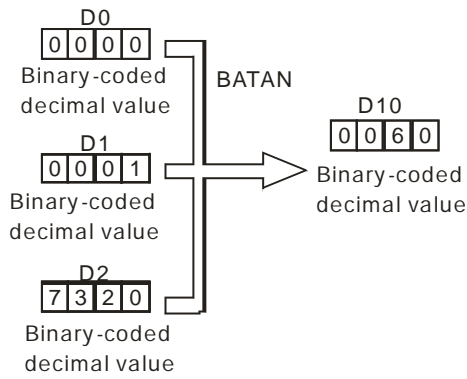 D0
0 0 0 0
Binary-coded
decimal value
BATAN
D1
0 0 0 1
Binary-coded
decimal value
D10
0 0 6 0
Binary-coded
decimal value
D2
7 3 2 0
Binary-coded
decimal value